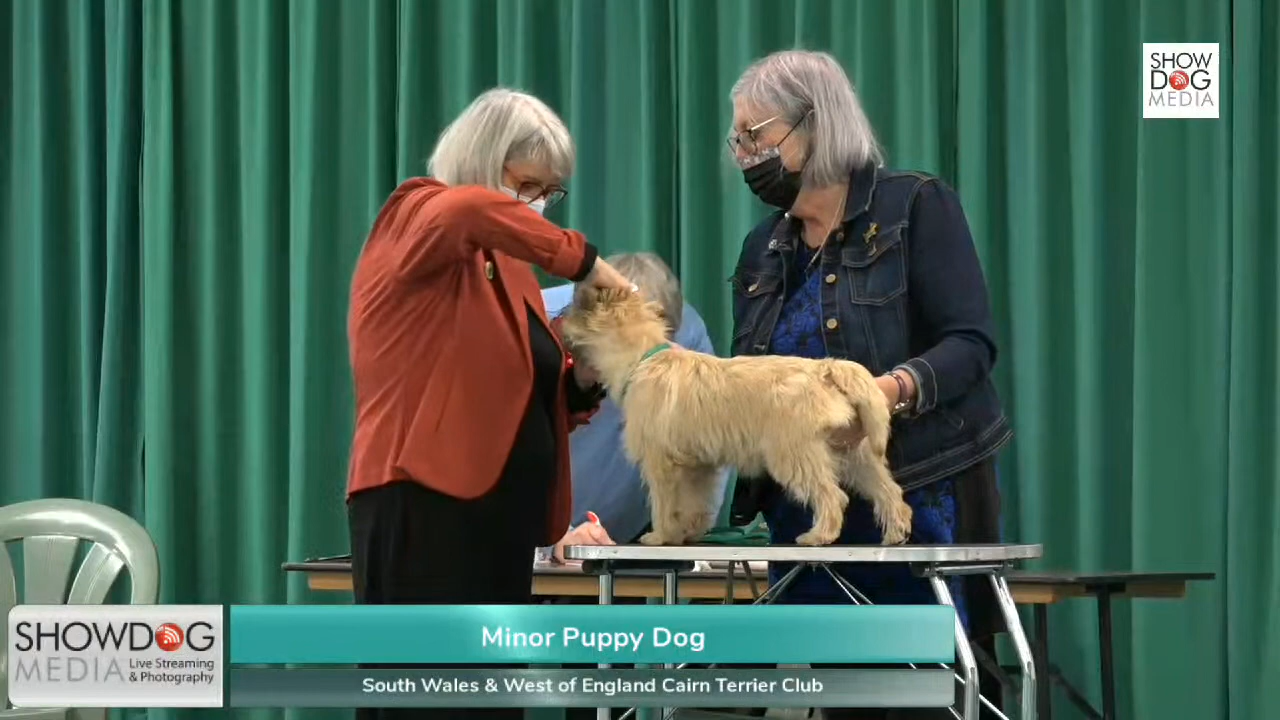 SHOW
DOG
MEDIA
Minor Puppy Dog
SHOWDOG
MEDIA Live Streaming
& Photography
South Wales & West of England Cairn Terrier Club